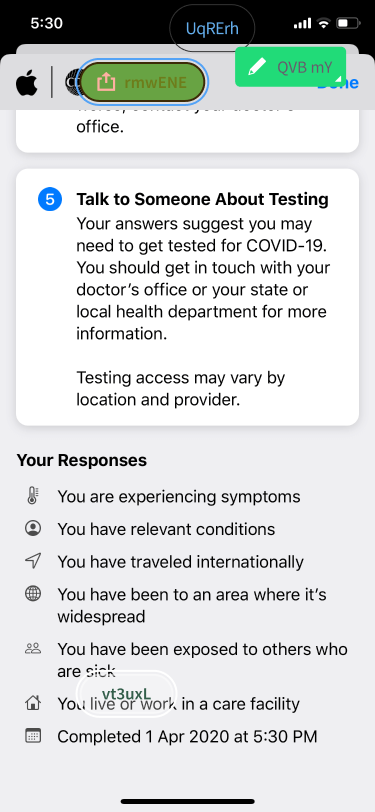 5:30
UqRErh
rmwENE
QVB mY
office.
5 Talk to Someone About Testing
Your answers suggest you may
need to get tested for COVID-19.
You should get in touch with your
doctor's office or your state or
local health department for more
information.
Testing access may vary by
location and provider.
Your Responses
You are experiencing symptoms
You have relevant conditions
You have traveled internationally
You have been to an area where it's
widespread
You have been exposed to others who
are sick
vt3uxL
You live or work in a care facility
Completed 1 Apr 2020 at 5:30 PM